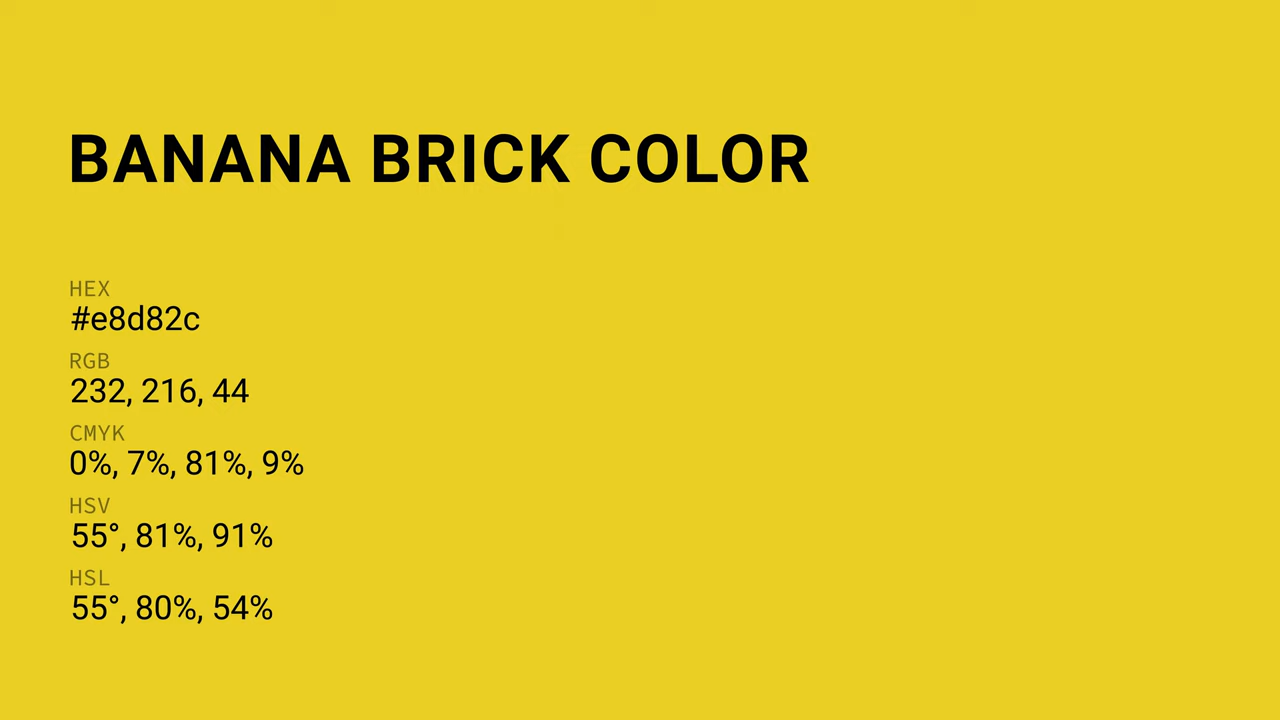 BANANA BRICK COLOR
HEX
#e8d82c
RGB
232, 216, 44
CMYK
0%, 7%, 81%, 9%
HSV
55°, 81%, 91%
HSL
55°, 80%, 54%